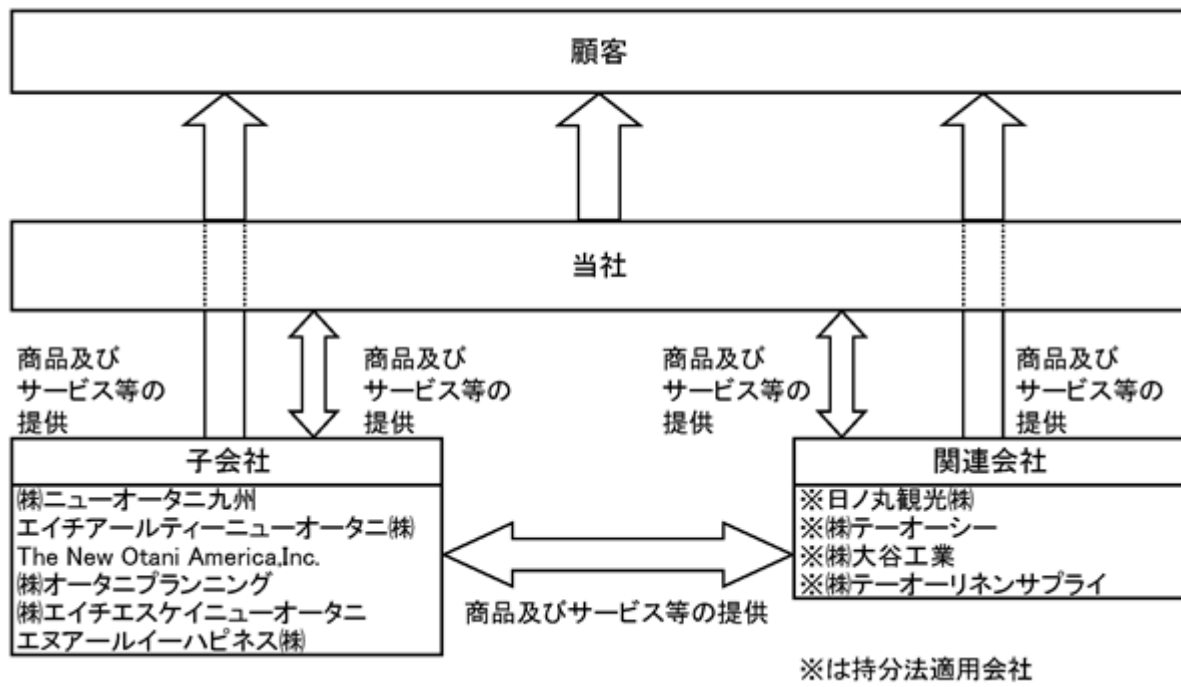 顧客
当社
商品及び
サービス等の
提供
商品及び
サービス等の
提供
商品及び
サービス等の
提供
商品及び
サービス等の
提供
子会社
㈱ニューオータニ九州
エイチアールティーニューオータニ㈱
The New Otani America,Inc.
㈱オータニプランニング
㈱エイチエスケイニューオータニ
エヌアールイーハピネス㈱
関連会社
※日ノ丸観光㈱
※㈱テーオーシー
※㈱大谷工業
※㈱テーオーリネンサプライ
商品及びサービス等の提供
※は持分法適用会社